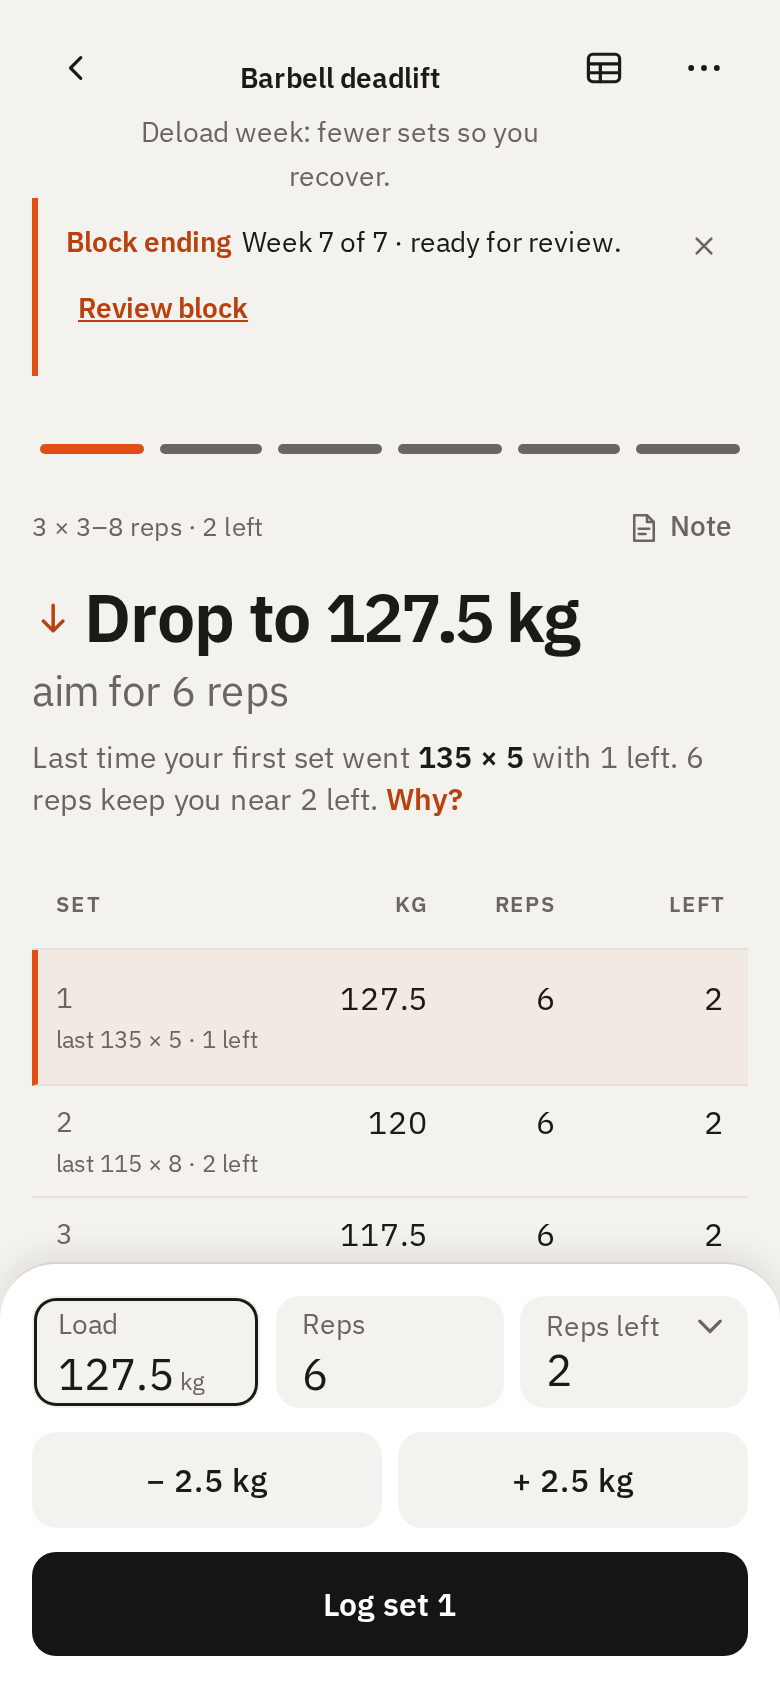 Barbell deadlift
Deload week: fewer sets so you
recover.
Block ending Week 7 of 7 · ready for review.
Review block
3 × 3–8 reps · 2 left
Note
Drop to 127.5 kg
aim for 6 reps
Last time your first set went 135 × 5 with 1 left. 6
reps keep you near 2 left. Why?
SET KG REPS LEFT
1 127.5 6 2
last 135 × 5 · 1 left
2 120 6 2
last 115 × 8 · 2 left
3 117.5 6 2
Load Reps Reps left
127.5 kg 6 2
− 2.5 kg + 2.5 kg
Log set 1